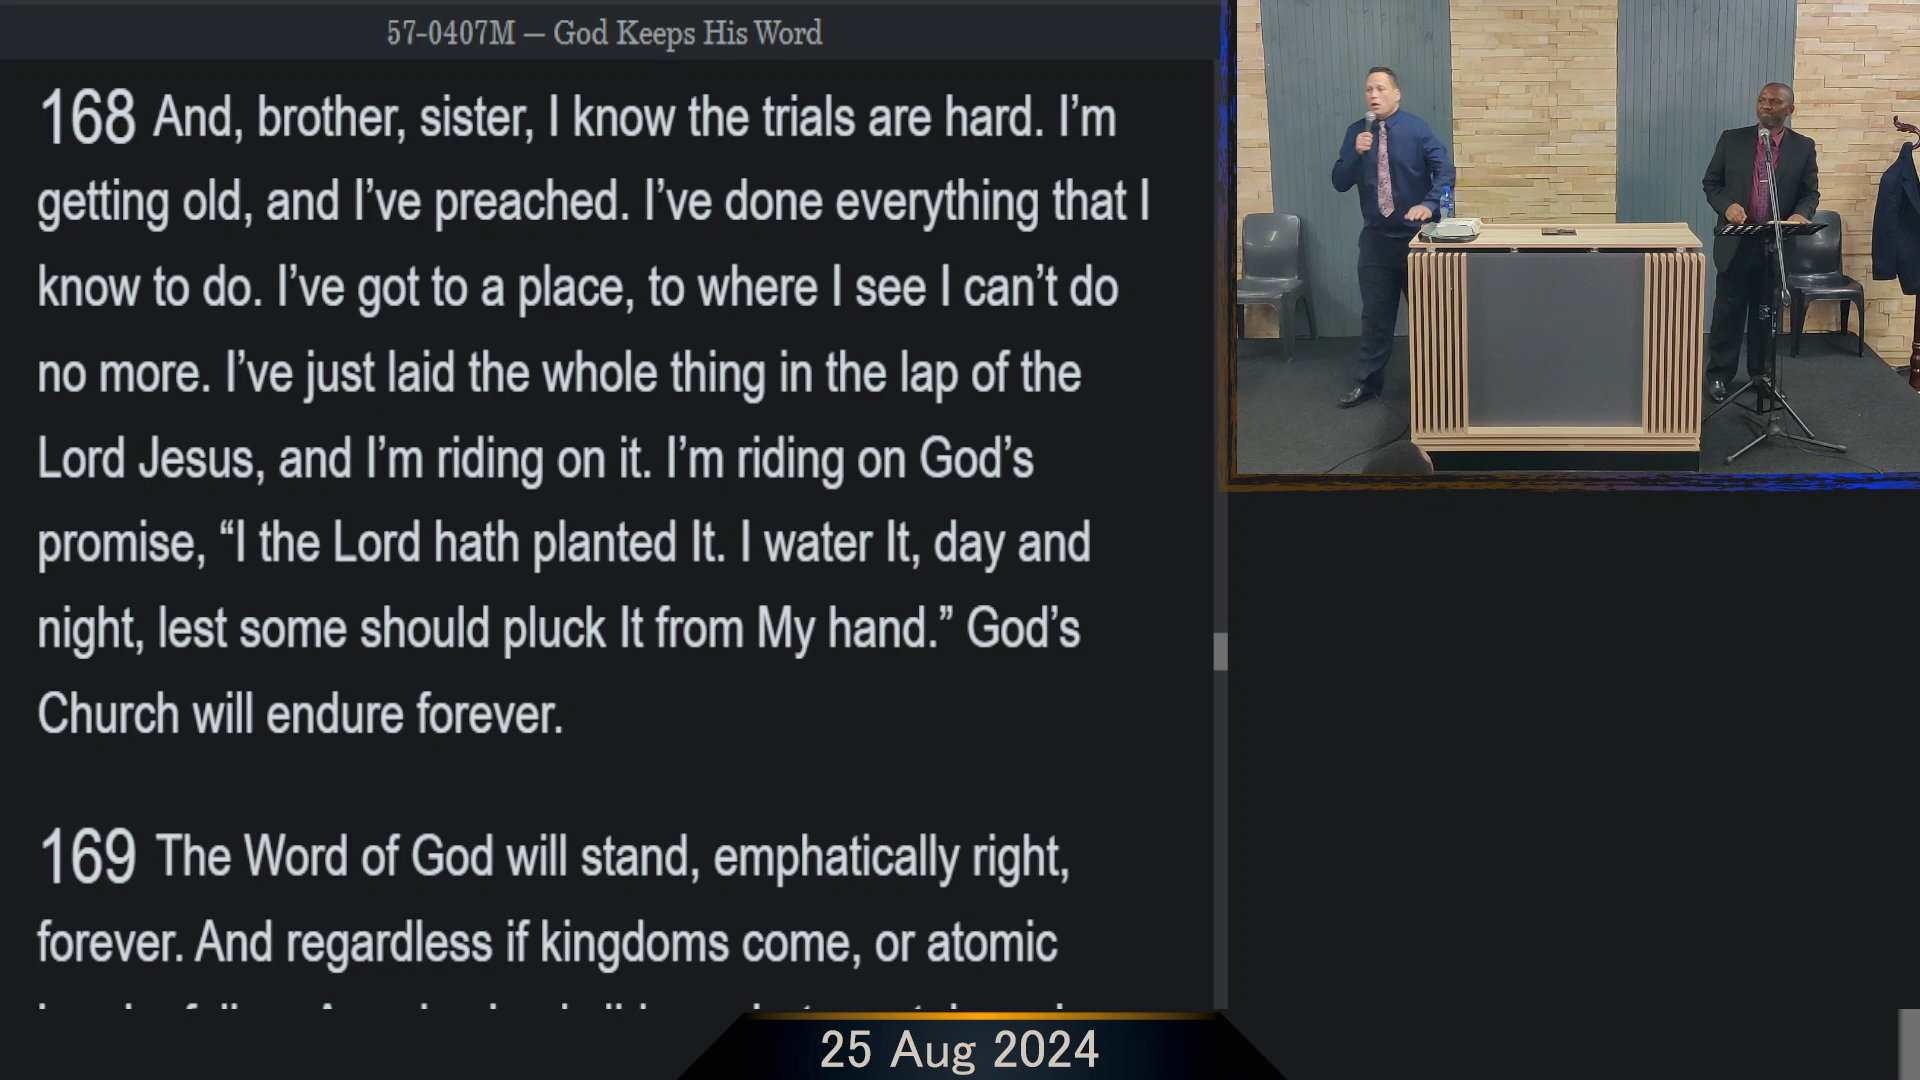 57-0407M — God Keeps His Word
168 And, brother, sister, I know the trials are hard. I’m
getting old, and I’ve preached. I’ve done everything that I
know to do. I’ve got to a place, to where I see I can’t do
no more. I’ve just laid the whole thing in the lap of the
Lord Jesus, and I’m riding on it. I’m riding on God’s
promise, “I the Lord hath planted It. I water It, day and
night, lest some should pluck It from My hand.” God’s
Church will endure forever.
169 The Word of God will stand, emphatically right,
forever. And regardless if kingdoms come, or atomic
25 Aug 2024